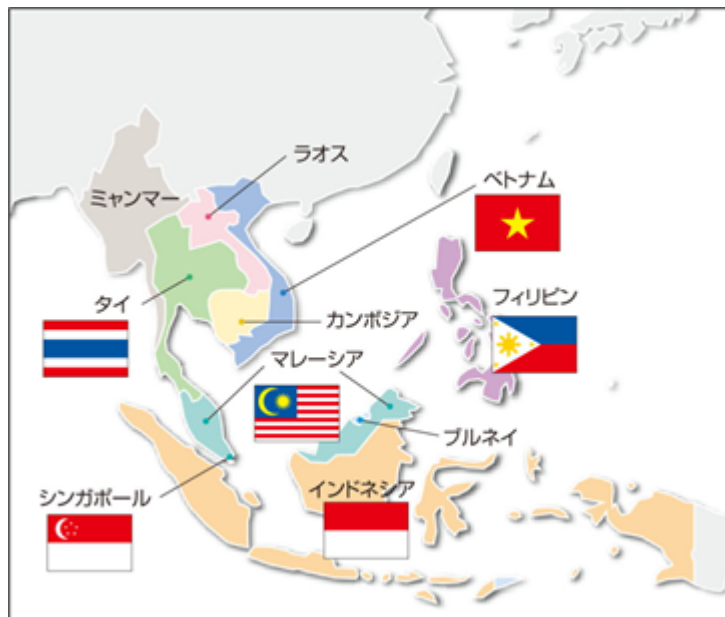 ラオス
ベトナム
ミャンマー
タイ
カンボジア
フィリピン
マレーシア
ブルネイ
シンガポール
インドネシア